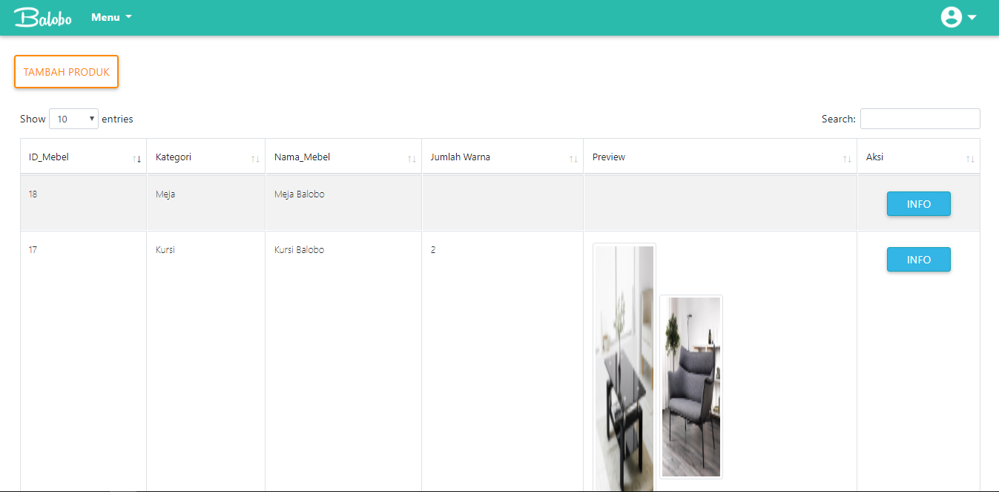 Balobo Menu
TAMBAH PRODUK
Show 10 entries Search:
ID_Mebel Kategori Nama_Mebel Jumlah Warna Preview Aksi
18 Meja Meja Balobo INFO
17 Kursi Kursi Balobo 2 INFO